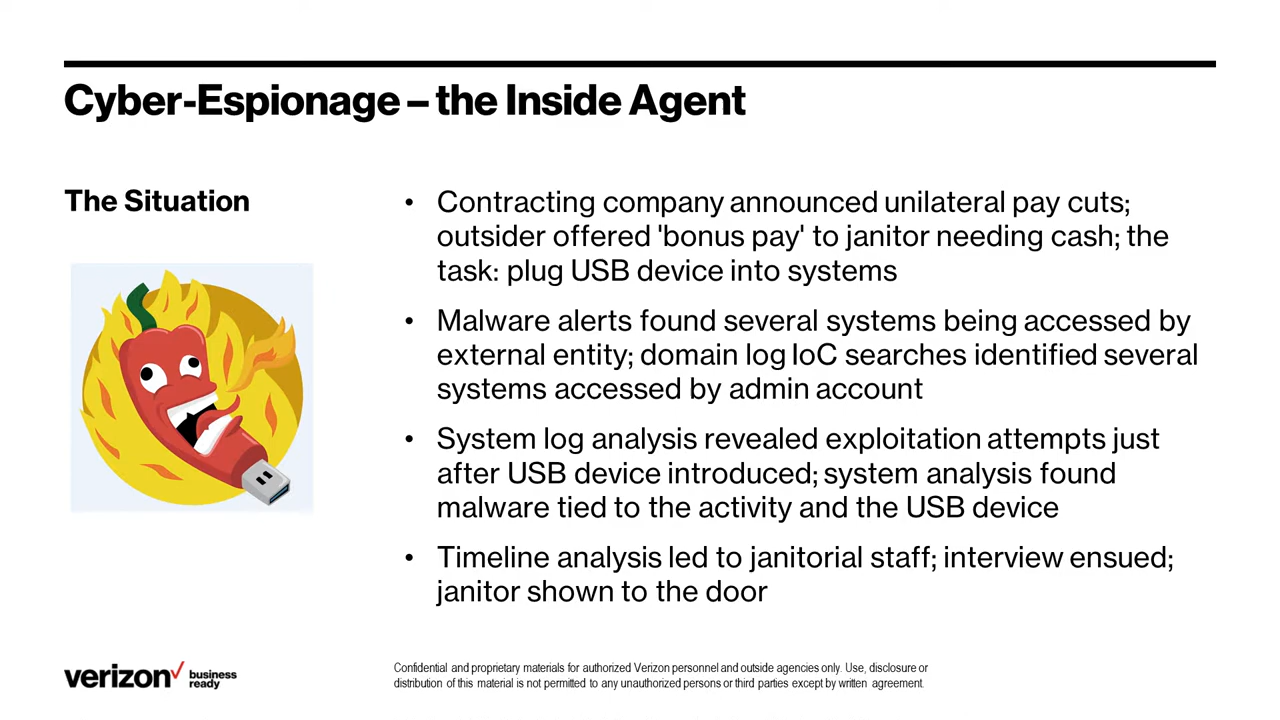 Cyber-Espionage – the Inside Agent
The Situation
• Contracting company announced unilateral pay cuts;
outsider offered 'bonus pay' to janitor needing cash; the
task: plug USB device into systems
• Malware alerts found several systems being accessed by
external entity; domain log IoC searches identified several
systems accessed by admin account
• System log analysis revealed exploitation attempts just
after USB device introduced; system analysis found
malware tied to the activity and the USB device
• Timeline analysis led to janitorial staff; interview ensued;
janitor shown to the door
verizon✓ business
ready
Confidential and proprietary materials for authorized Verizon personnel and outside agencies only. Use, disclosure or
distribution of this material is not permitted to any unauthorized persons or third parties except by written agreement.